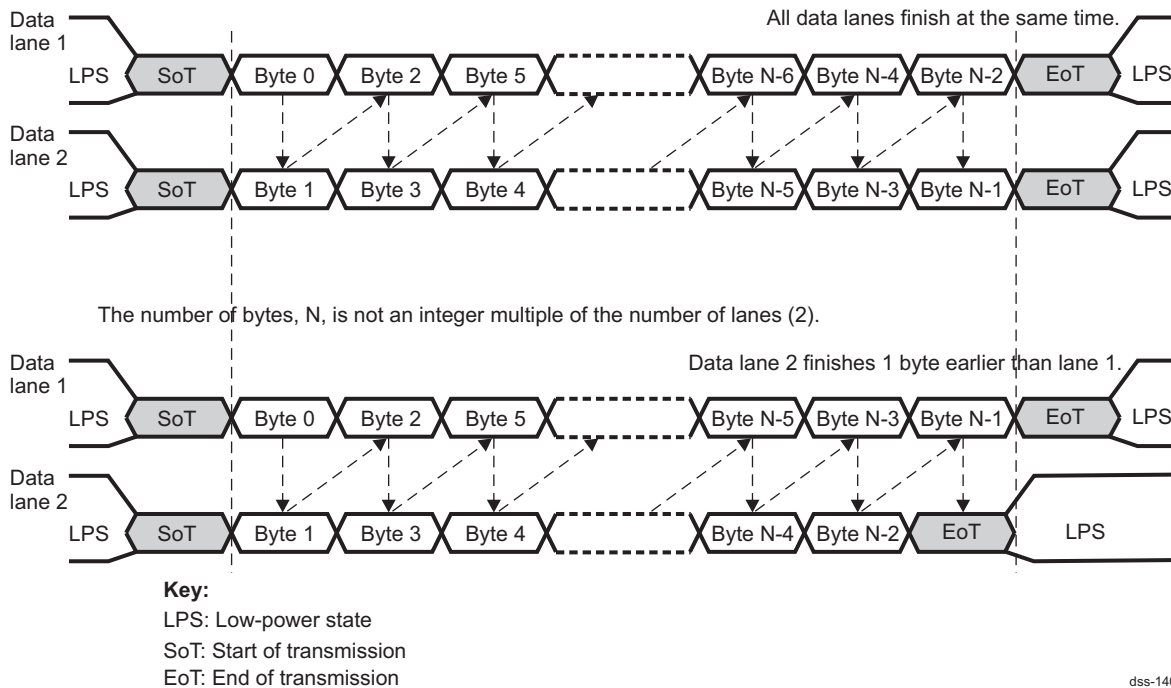 Data
lane 1
All data lanes finish at the same time.
LPS SoT Byte 0 Byte 2 Byte 5 Byte N-6 Byte N-4 Byte N-2 EoT LPS
Data
lane 2
LPS SoT Byte 1 Byte 3 Byte 4 Byte N-5 Byte N-3 Byte N-1 EoT LPS
The number of bytes, N, is not an integer multiple of the number of lanes (2).
Data
lane 1
Data lane 2 finishes 1 byte earlier than lane 1.
LPS SoT Byte 0 Byte 2 Byte 5 Byte N-5 Byte N-3 Byte N-1 EoT LPS
Data
lane 2
LPS SoT Byte 1 Byte 3 Byte 4 Byte N-4 Byte N-2 EoT LPS
Key:
LPS: Low-power state
SoT: Start of transmission
EoT: End of transmission